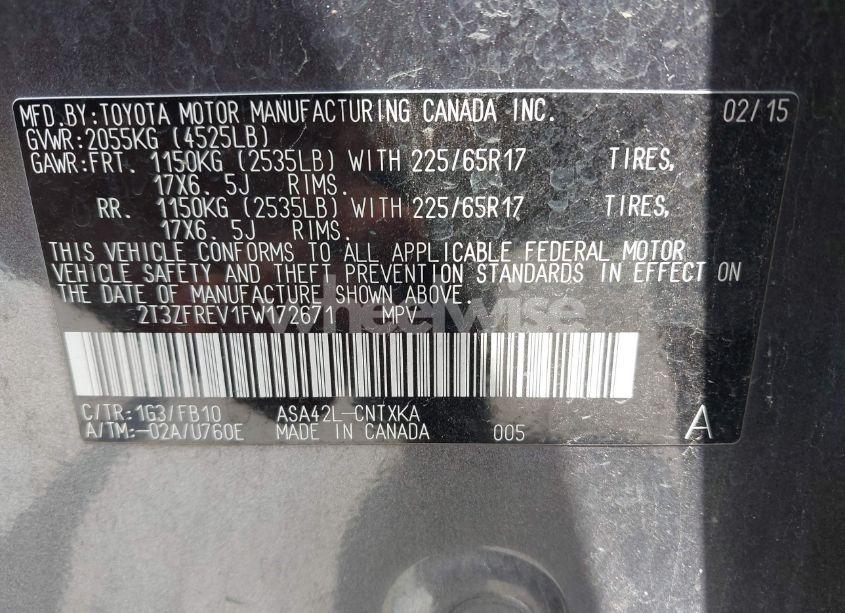 MFD.BY:TOYOTA MOTOR MANUFACTURING CANADA INC. 02/15
GVWR:2055KG (4525LB)
GAWR:FRT. 1150KG (2535LB) WITH 225/65R17 TIRES,
17X6.5J RIMS.
RR. 1150KG (2535LB) WITH 225/65R17 TIRES,
17X6.5J RIMS.
THIS VEHICLE CONFORMS TO ALL APPLICABLE FEDERAL MOTOR
VEHICLE SAFETY AND THEFT PREVENTION STANDARDS IN EFFECT ON
THE DATE OF MANUFACTURE SHOWN ABOVE.
2T3ZFREV1FW172671 MPV
wheelwise
C/TR:1G3/FB10 ASA42L-CNTXKA
A/TM:-02A/U760E MADE IN CANADA 005 A